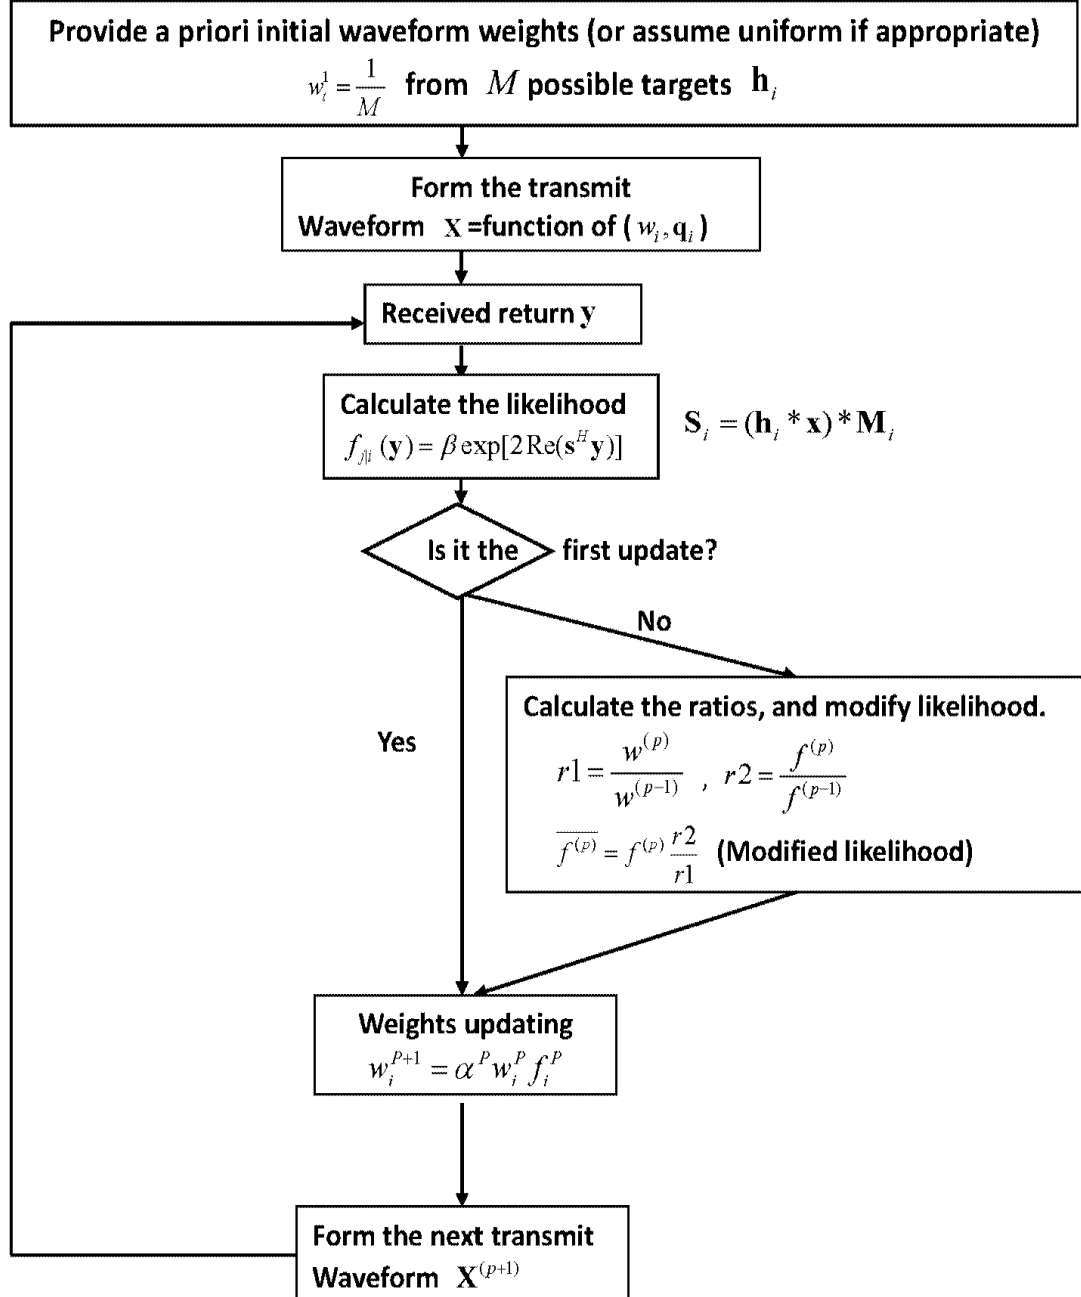 Provide a priori initial waveform weights (or assume uniform if appropriate)
w_i^1 = 1/M from M possible targets h_i
Form the transmit
Waveform X =function of ( w_i, q_i )
Received return y
Calculate the likelihood
f_{j|i} (y) = β exp[2 Re(s^H y)]
S_i = (h_i * x) * M_i
Is it the first update?
No
Calculate the ratios, and modify likelihood.
r1 = w^{(p)}/w^{(p-1)} , r2 = f^{(p)}/f^{(p-1)}
\overline{f^{(p)}} = f^{(p)} r2/r1 (Modified likelihood)
Yes
Weights updating
w_i^{P+1} = α^P w_i^P f_i^P
Form the next transmit
Waveform X^{(p+1)}